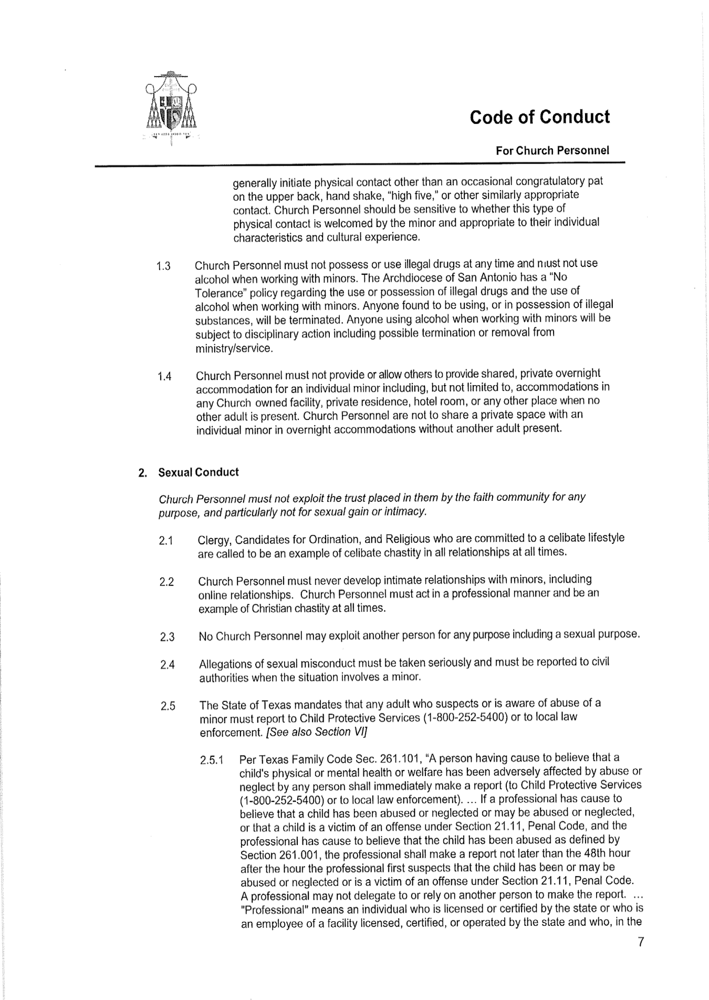 Code of Conduct
For Church Personnel
generally initiate physical contact other than an occasional congratulatory pat
on the upper back, hand shake, "high five," or other similarly appropriate
contact. Church Personnel should be sensitive to whether this type of
physical contact is welcomed by the minor and appropriate to their individual
characteristics and cultural experience.
1.3 Church Personnel must not possess or use illegal drugs at any time and must not use
alcohol when working with minors. The Archdiocese of San Antonio has a "No
Tolerance" policy regarding the use or possession of illegal drugs and the use of
alcohol when working with minors. Anyone found to be using, or in possession of illegal
substances, will be terminated. Anyone using alcohol when working with minors will be
subject to disciplinary action including possible termination or removal from
ministry/service.
1.4 Church Personnel must not provide or allow others to provide shared, private overnight
accommodation for an individual minor including, but not limited to, accommodations in
any Church owned facility, private residence, hotel room, or any other place when no
other adult is present. Church Personnel are not to share a private space with an
individual minor in overnight accommodations without another adult present.
2. Sexual Conduct
Church Personnel must not exploit the trust placed in them by the faith community for any
purpose, and particularly not for sexual gain or intimacy.
2.1 Clergy, Candidates for Ordination, and Religious who are committed to a celibate lifestyle
are called to be an example of celibate chastity in all relationships at all times.
2.2 Church Personnel must never develop intimate relationships with minors, including
online relationships. Church Personnel must act in a professional manner and be an
example of Christian chastity at all times.
2.3 No Church Personnel may exploit another person for any purpose including a sexual purpose.
2.4 Allegations of sexual misconduct must be taken seriously and must be reported to civil
authorities when the situation involves a minor.
2.5 The State of Texas mandates that any adult who suspects or is aware of abuse of a
minor must report to Child Protective Services (1-800-252-5400) or to local law
enforcement. [See also Section VI]
2.5.1 Per Texas Family Code Sec. 261.101, "A person having cause to believe that a
child's physical or mental health or welfare has been adversely affected by abuse or
neglect by any person shall immediately make a report (to Child Protective Services
(1-800-252-5400) or to local law enforcement). ... If a professional has cause to
believe that a child has been abused or neglected or may be abused or neglected,
or that a child is a victim of an offense under Section 21.11, Penal Code, and the
professional has cause to believe that the child has been abused as defined by
Section 261.001, the professional shall make a report not later than the 48th hour
after the hour the professional first suspects that the child has been or may be
abused or neglected or is a victim of an offense under Section 21.11, Penal Code.
A professional may not delegate to or rely on another person to make the report. ...
"Professional" means an individual who is licensed or certified by the state or who is
an employee of a facility licensed, certified, or operated by the state and who, in the
7